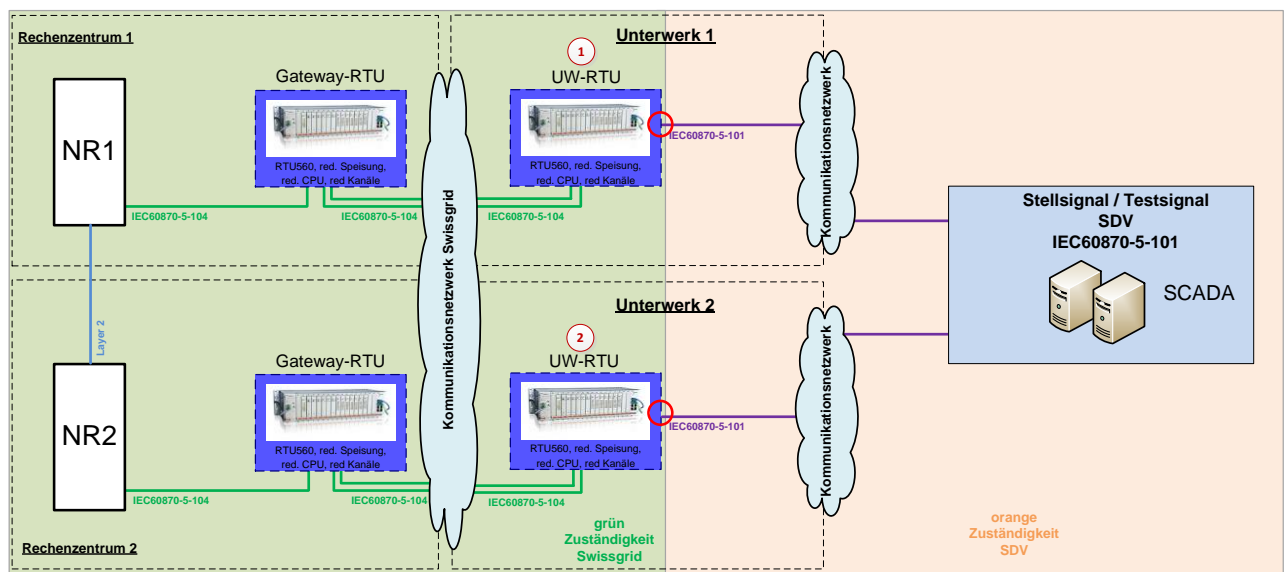 Rechenzentrum 1
Unterwerk 1
1
Gateway-RTU
UW-RTU
NR1
RTU560, red. Speisung,
red. CPU, red Kanäle
RTU560, red. Speisung,
red. CPU, red Kanäle
IEC60870-5-101
IEC60870-5-104
IEC60870-5-104
IEC60870-5-104
Kommunikationsnetzwerk Swissgrid
Kommunikationsnetzwerk
Stellsignal / Testsignal
SDV
IEC60870-5-101
SCADA
Layer 2
Unterwerk 2
2
Gateway-RTU
UW-RTU
NR2
RTU560, red. Speisung,
red. CPU, red Kanäle
RTU560, red. Speisung,
red. CPU, red Kanäle
IEC60870-5-101
IEC60870-5-104
IEC60870-5-104
IEC60870-5-104
Kommunikationsnetzwerk
Rechenzentrum 2
grün
Zuständigkeit
Swissgrid
orange
Zuständigkeit
SDV